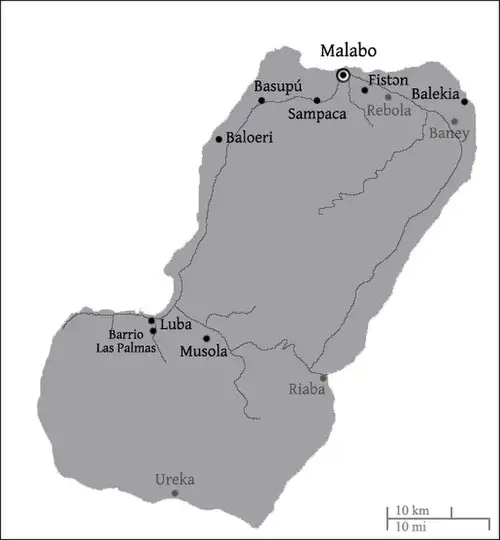 Malabo
Fistən
Basupú
Balekia
Rebola
Sampaca
Baney
Baloeri
Luba
Barrio
Las Palmas
Musola
Riaba
Ureka
10 km
10 mi